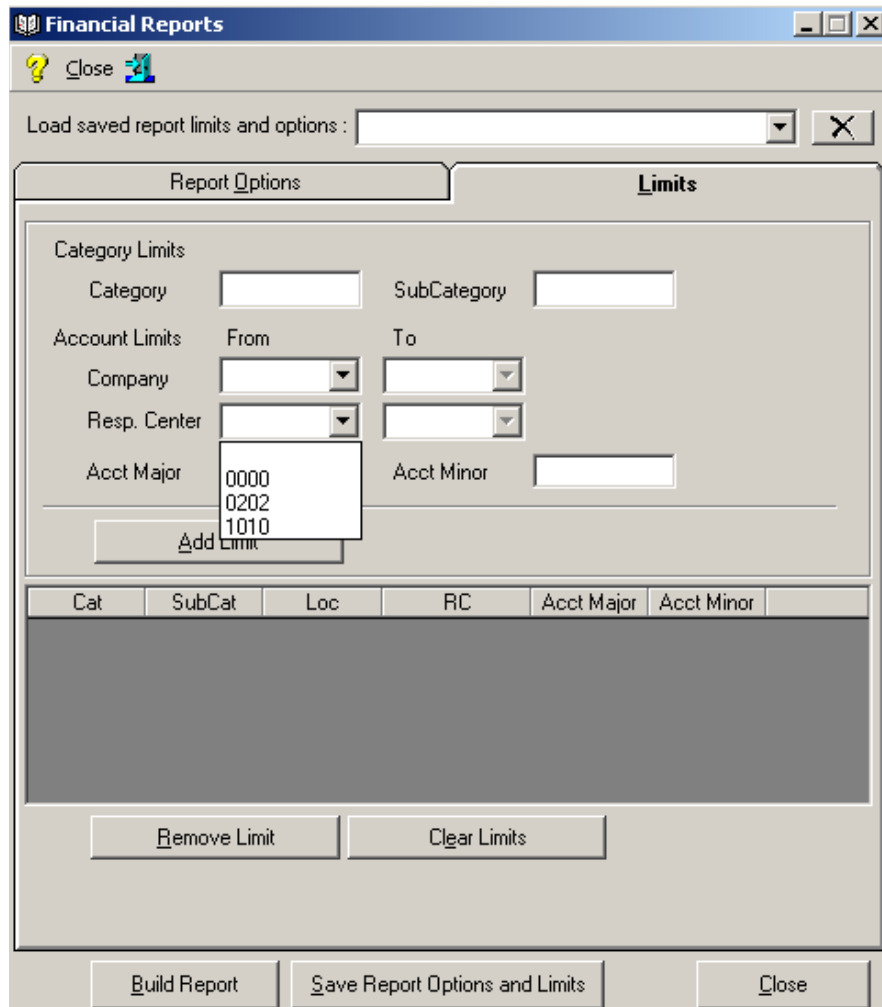 Financial Reports
Close
Load saved report limits and options :
Report Options Limits
Category Limits
Category SubCategory
Account Limits From To
Company
Resp. Center
Acct Major Acct Minor
0000
0202
1010
Add Limit
Cat SubCat Loc RC Acct Major Acct Minor
Remove Limit Clear Limits
Build Report Save Report Options and Limits Close